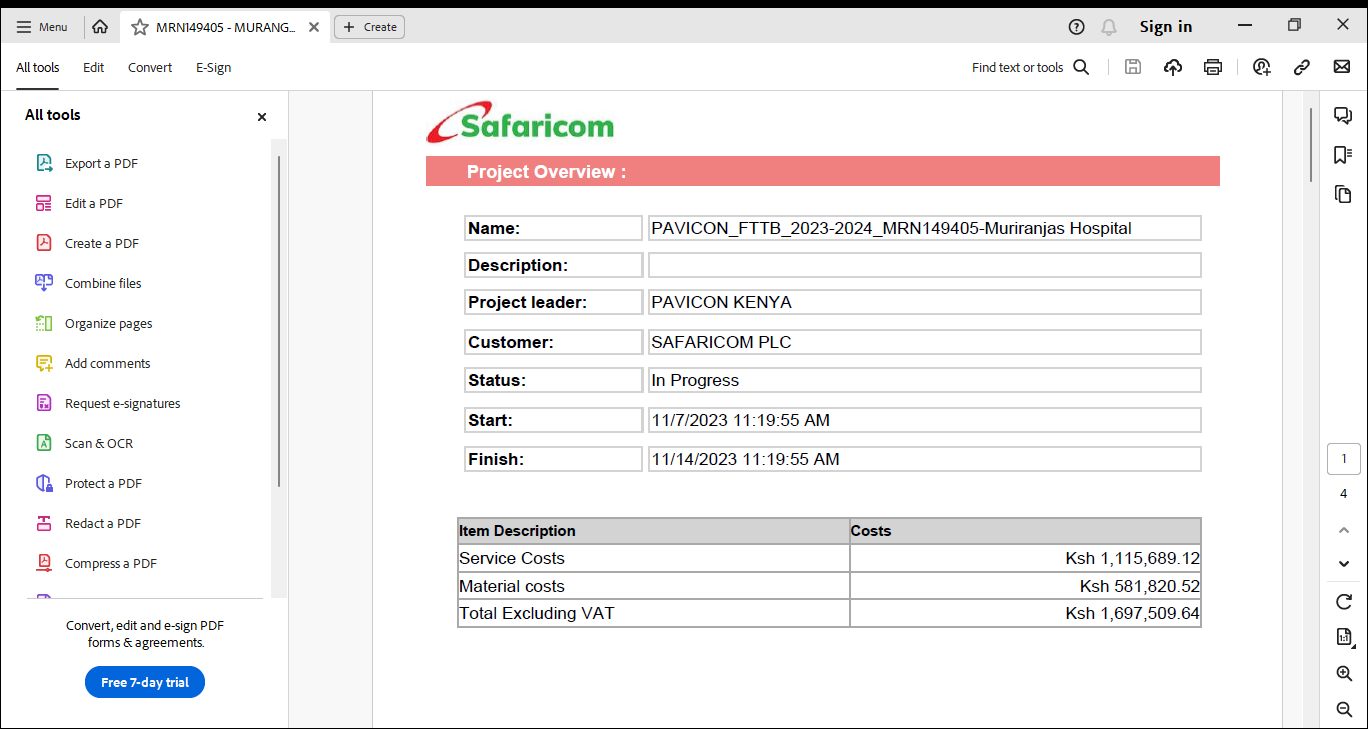 Menu
MRN149405 - MURANG...
Create
Sign in
All tools
Edit
Convert
E-Sign
Find text or tools
All tools
Export a PDF
Edit a PDF
Create a PDF
Combine files
Organize pages
Add comments
Request e-signatures
Scan & OCR
Protect a PDF
Redact a PDF
Compress a PDF
Convert, edit and e-sign PDF
forms & agreements.
Free 7-day trial
Safaricom
Project Overview :
Name: PAVICON_FTTB_2023-2024_MRN149405-Muriranjas Hospital
Description:
Project leader: PAVICON KENYA
Customer: SAFARICOM PLC
Status: In Progress
Start: 11/7/2023 11:19:55 AM
Finish: 11/14/2023 11:19:55 AM
Item Description Costs
Service Costs Ksh 1,115,689.12
Material costs Ksh 581,820.52
Total Excluding VAT Ksh 1,697,509.64
1
4
1:1